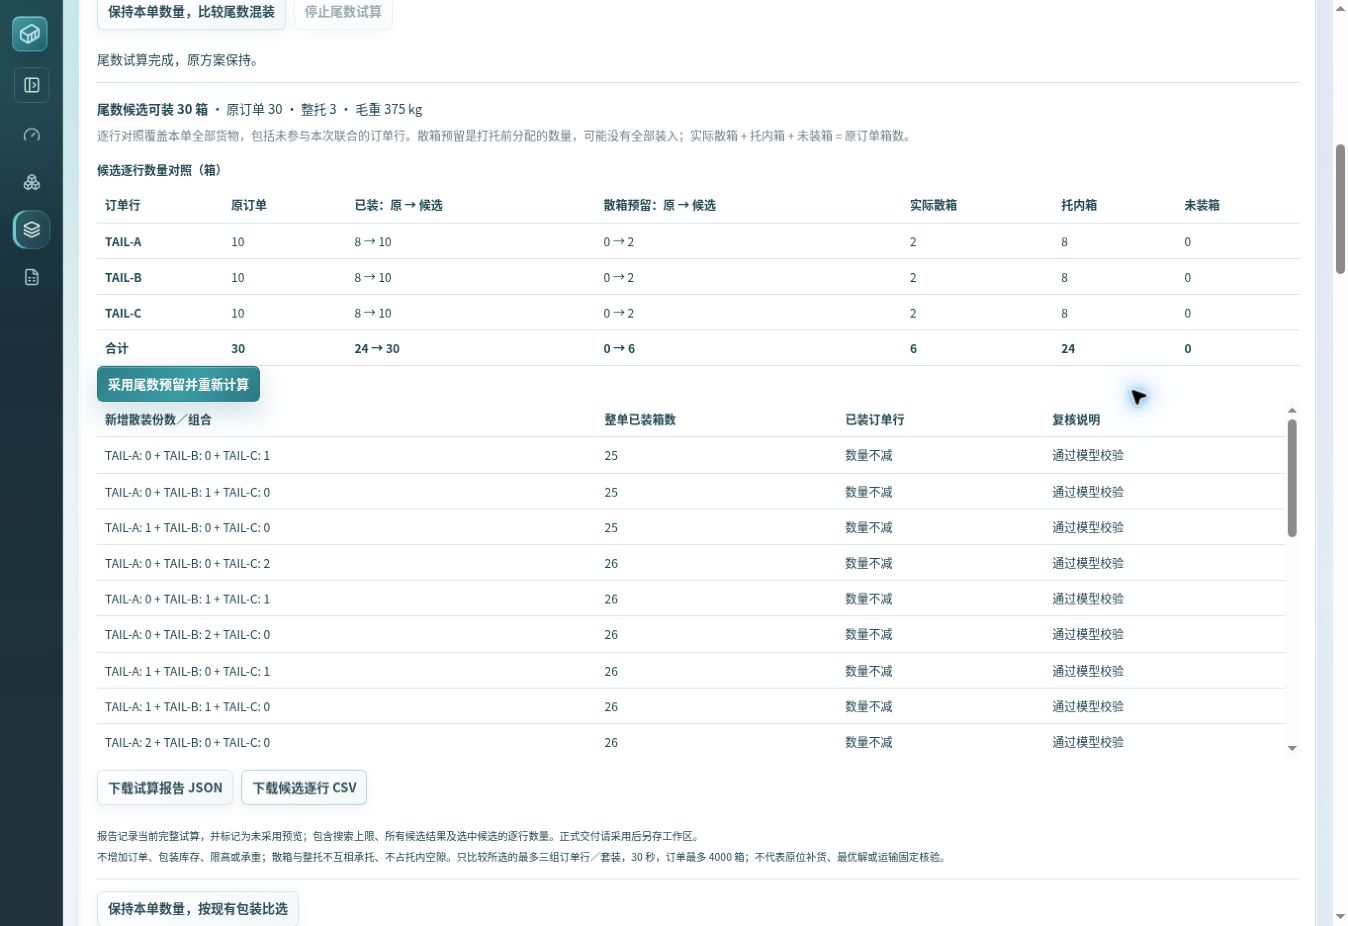 保持本单数量，比较尾数混装 停止尾数试算
尾数试算完成，原方案保持。
尾数候选可装 30 箱 · 原订单 30 · 整托 3 · 毛重 375 kg
逐行对照覆盖本单全部货物，包括未参与本次联合的订单行。散箱预留是打托前分配的数量，可能没有全部装入；实际散箱 + 托内箱 + 未装箱 = 原订单箱数。
候选逐行数量对照（箱）
订单行 原订单 已装：原 → 候选 散箱预留：原 → 候选 实际散箱 托内箱 未装箱
TAIL-A 10 8 → 10 0 → 2 2 8 0
TAIL-B 10 8 → 10 0 → 2 2 8 0
TAIL-C 10 8 → 10 0 → 2 2 8 0
合计 30 24 → 30 0 → 6 6 24 0
采用尾数预留并重新计算
新增散装份数／组合 整单已装箱数 已装订单行 复核说明
TAIL-A: 0 + TAIL-B: 0 + TAIL-C: 1 25 数量不减 通过模型校验
TAIL-A: 0 + TAIL-B: 1 + TAIL-C: 0 25 数量不减 通过模型校验
TAIL-A: 1 + TAIL-B: 0 + TAIL-C: 0 25 数量不减 通过模型校验
TAIL-A: 0 + TAIL-B: 0 + TAIL-C: 2 26 数量不减 通过模型校验
TAIL-A: 0 + TAIL-B: 1 + TAIL-C: 1 26 数量不减 通过模型校验
TAIL-A: 0 + TAIL-B: 2 + TAIL-C: 0 26 数量不减 通过模型校验
TAIL-A: 1 + TAIL-B: 0 + TAIL-C: 1 26 数量不减 通过模型校验
TAIL-A: 1 + TAIL-B: 1 + TAIL-C: 0 26 数量不减 通过模型校验
TAIL-A: 2 + TAIL-B: 0 + TAIL-C: 0 26 数量不减 通过模型校验
下载试算报告 JSON 下载候选逐行 CSV
报告记录当前完整试算，并标记为未采用预览；包含搜索上限、所有候选结果及选中候选的逐行数量。正式交付请采用后另存工作区。
不增加订单、包装库存、限高或承重；散箱与整托不互相承托、不占托内空隙。只比较所选的最多三组订单行／套装，30 秒，订单最多 4000 箱；不代表原位补货、最优解或运输固定核验。
保持本单数量，按现有包装比选